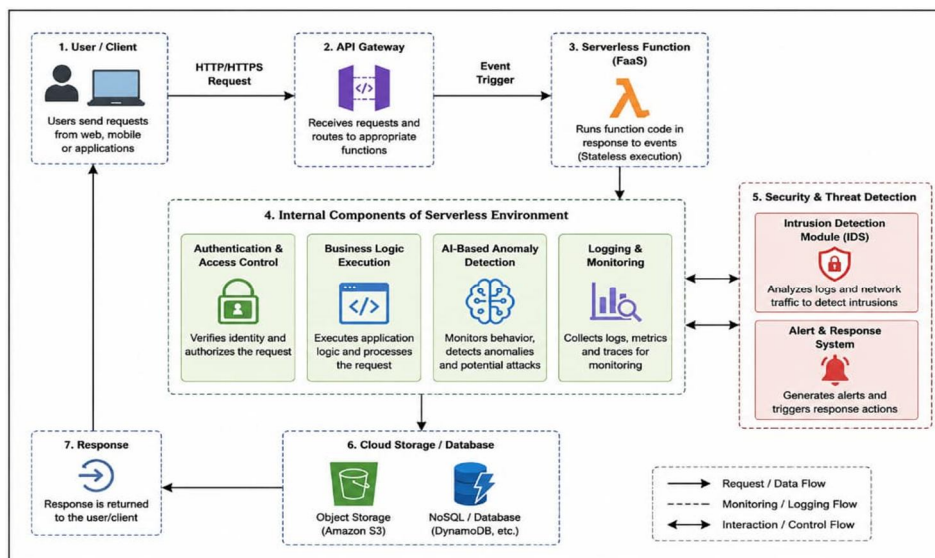 1. User / Client
Users send requests
from web, mobile
or applications
HTTP/HTTPS
Request
2. API Gateway
</>
Receives requests and
routes to appropriate
functions
Event
Trigger
3. Serverless Function
(FaaS)
λ
Runs function code in
response to events
(Stateless execution)
4. Internal Components of Serverless Environment
Authentication &
Access Control
Verifies identity and
authorizes the request
Business Logic
Execution
</>
Executes application
logic and processes
the request
AI-Based Anomaly
Detection
Monitors behavior,
detects anomalies
and potential attacks
Logging &
Monitoring
Collects logs, metrics
and traces for
monitoring
5. Security & Threat Detection
Intrusion Detection
Module (IDS)
Analyzes logs and network
traffic to detect intrusions
Alert & Response
System
Generates alerts and
triggers response actions
6. Cloud Storage / Database
Object Storage
(Amazon S3)
NoSQL / Database
(DynamoDB, etc.)
7. Response
Response is returned
to the user/client
Request / Data Flow
Monitoring / Logging Flow
Interaction / Control Flow